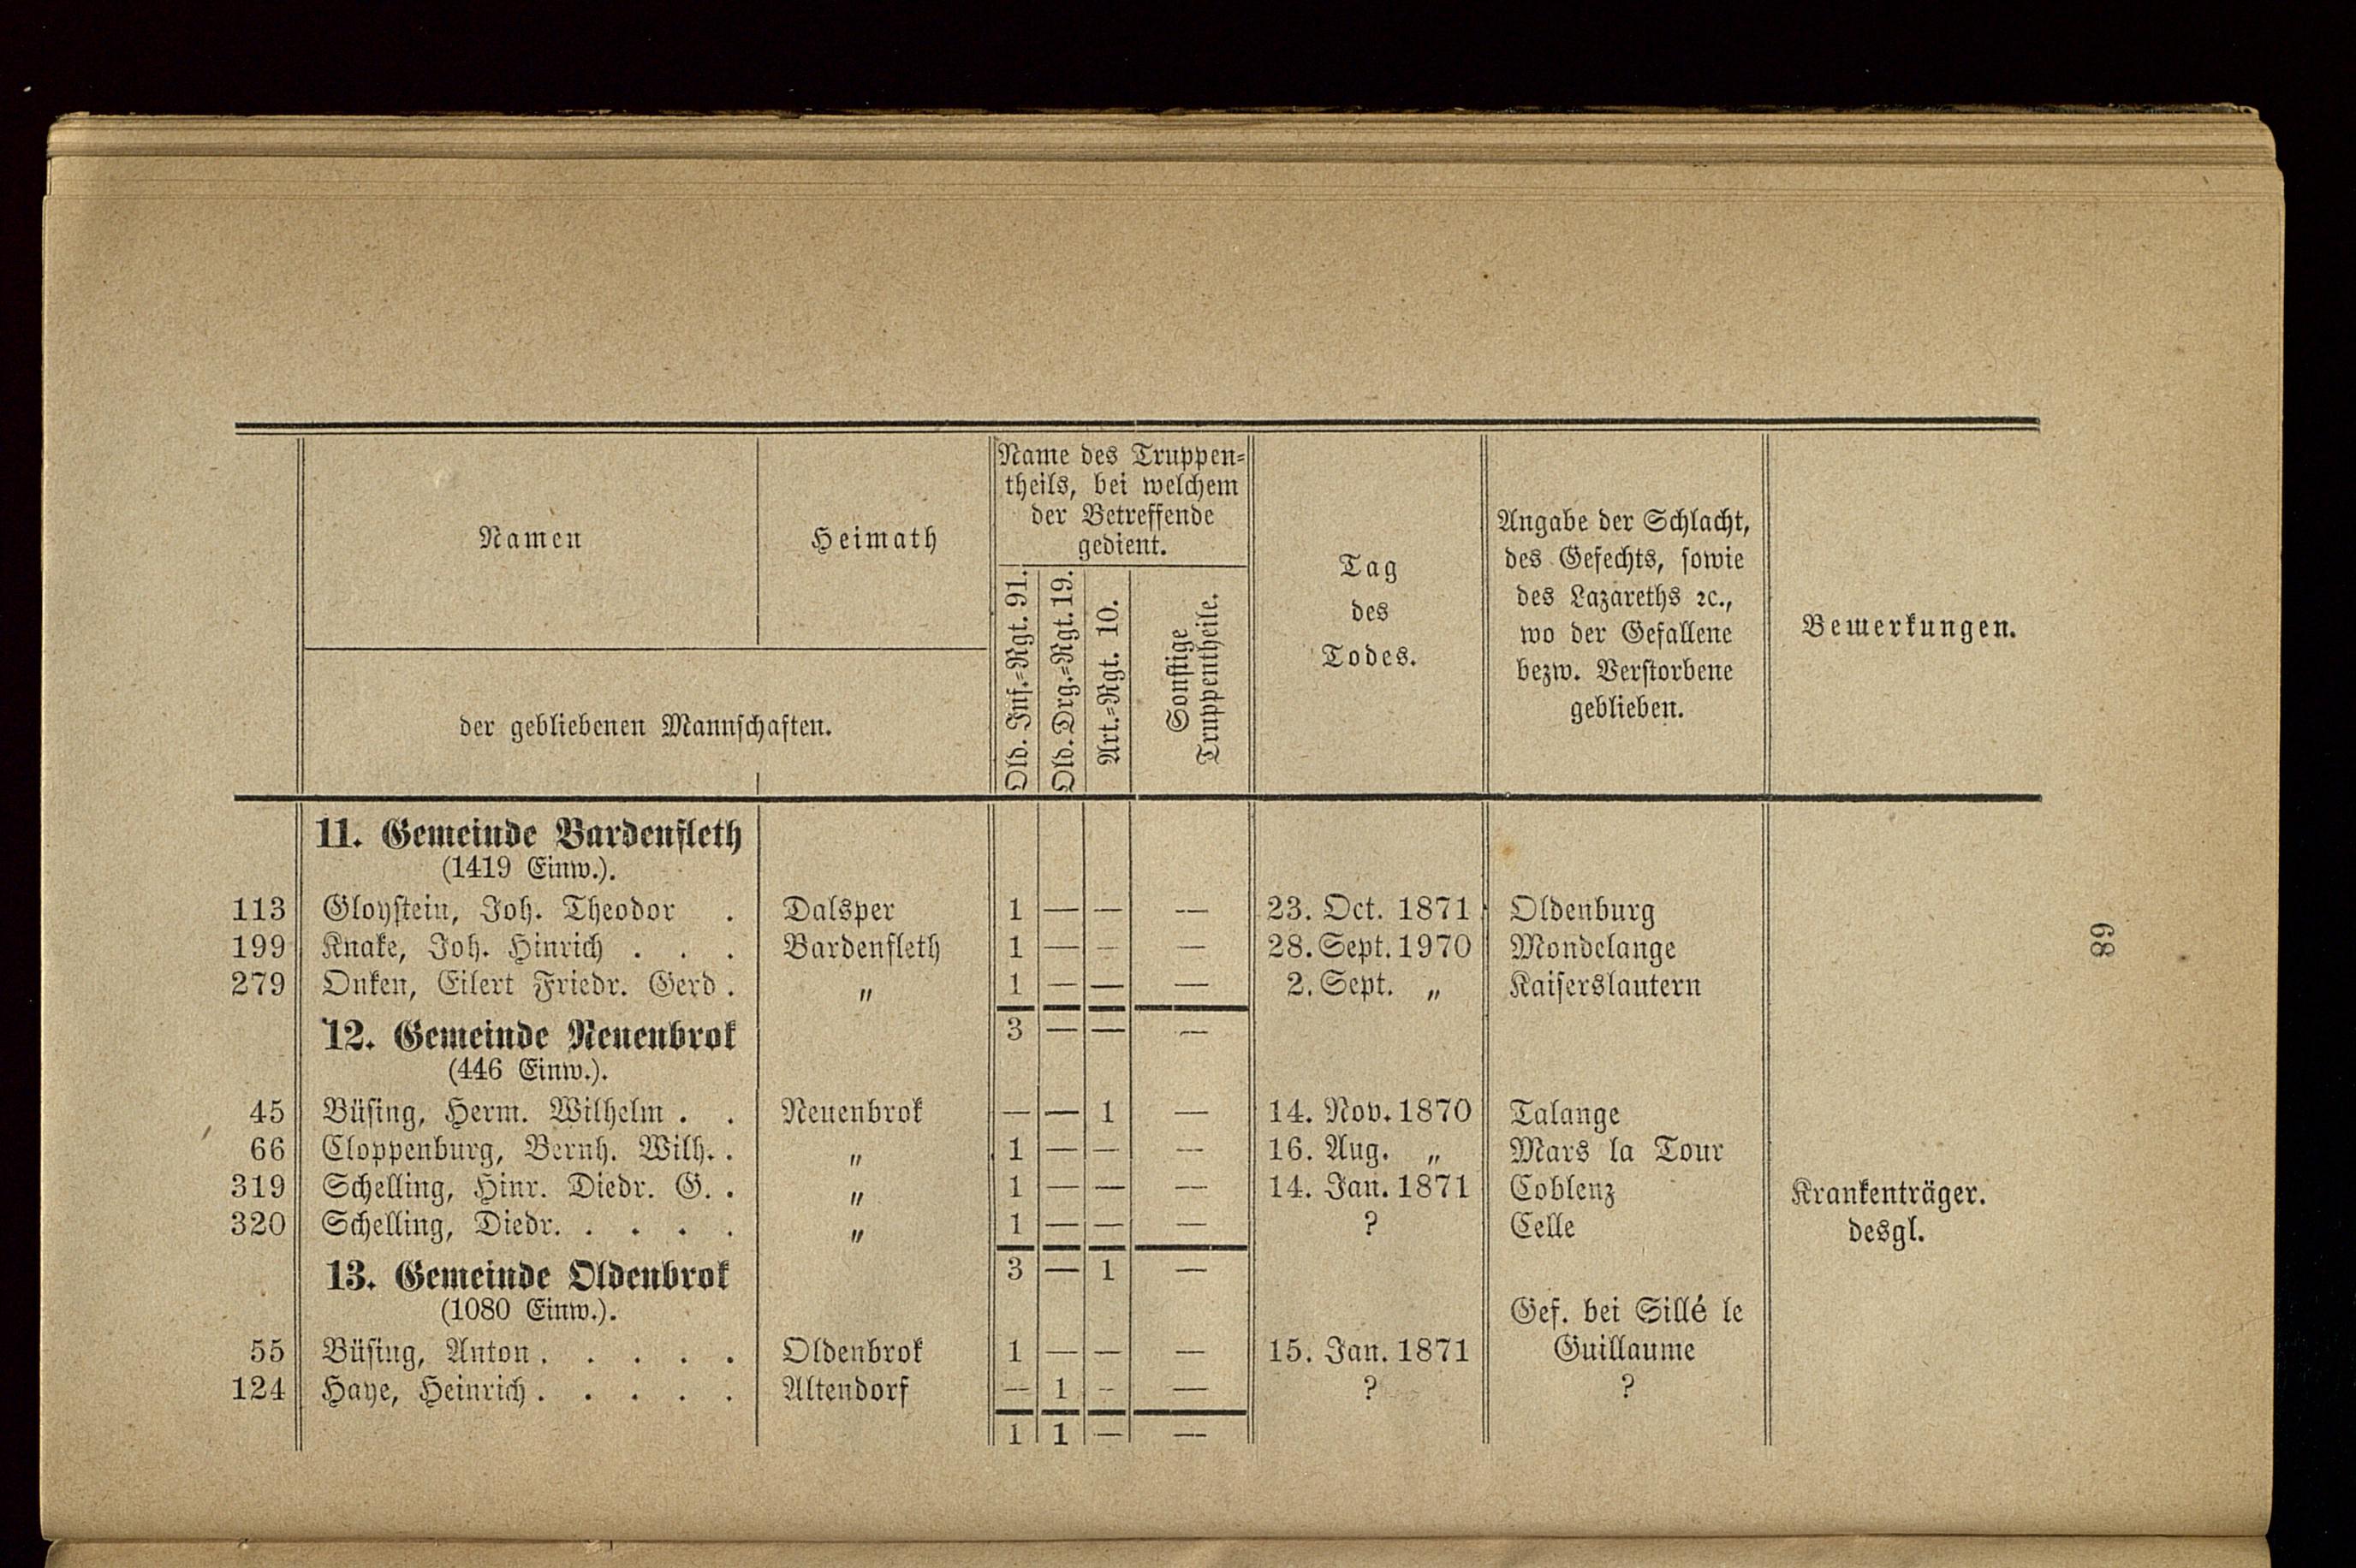 Namen
Heimath
der gebliebenen Mannschaften.
Name des Truppen=
theils, bei welchem
der Betreffende
gedient.
Old. Inf.=Rgt. 91.
Old. Drg.=Rgt. 19.
Art.=Rgt. 10.
Sonstige
Truppentheile.
Tag
des
Todes.
Angabe der Schlacht,
des Gefechts, sowie
des Lazareths ꝛc.,
wo der Gefallene
bezw. Verstorbene
geblieben.
Bemerkungen.
11. Gemeinde Bardenfleth
(1419 Einw.).
113 Gloystein, Joh. Theodor . Dalsper 1 — — — 23. Oct. 1871 Oldenburg
199 Knake, Joh. Hinrich . . . Bardenfleth 1 — — — 28. Sept. 1970 Mondelange
279 Onken, Eilert Friedr. Gerd . „ 1 — — — 2. Sept. „ Kaiserslautern
3 — — —
12. Gemeinde Neuenbrok
(446 Einw.).
45 Büsing, Herm. Wilhelm . . Neuenbrok — — 1 — 14. Nov. 1870 Talange
66 Cloppenburg, Bernh. Wilh. . „ 1 — — — 16. Aug. „ Mars la Tour
319 Schelling, Hinr. Diedr. G. . „ 1 — — — 14. Jan. 1871 Coblenz Krankenträger.
320 Schelling, Diedr. . . . . „ 1 — — — ? Celle desgl.
3 — 1 —
13. Gemeinde Oldenbrok
(1080 Einw.).
Gef. bei Sillé le
55 Büsing, Anton . . . . . Oldenbrok 1 — — — 15. Jan. 1871 Guillaume
124 Haye, Heinrich . . . . . Altendorf — 1 — — ? ?
1 1 — —
89